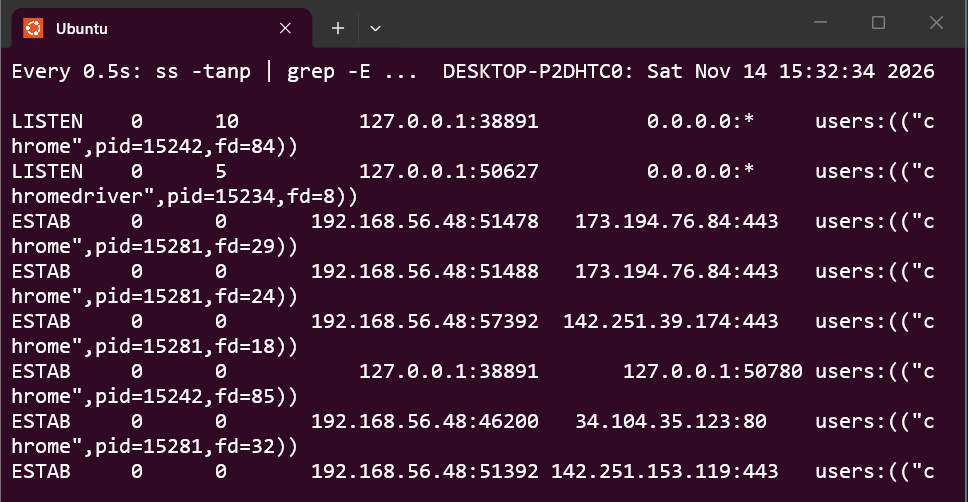 Ubuntu
Every 0.5s: ss -tanp | grep -E ...  DESKTOP-P2DHTC0: Sat Nov 14 15:32:34 2026
LISTEN    0      10          127.0.0.1:38891         0.0.0.0:*     users:(("c
hrome",pid=15242,fd=84))
LISTEN    0      5           127.0.0.1:50627         0.0.0.0:*     users:(("c
hromedriver",pid=15234,fd=8))
ESTAB     0      0       192.168.56.48:51478   173.194.76.84:443   users:(("c
hrome",pid=15281,fd=29))
ESTAB     0      0       192.168.56.48:51488   173.194.76.84:443   users:(("c
hrome",pid=15281,fd=24))
ESTAB     0      0       192.168.56.48:57392  142.251.39.174:443   users:(("c
hrome",pid=15281,fd=18))
ESTAB     0      0           127.0.0.1:38891       127.0.0.1:50780 users:(("c
hrome",pid=15242,fd=85))
ESTAB     0      0       192.168.56.48:46200   34.104.35.123:80    users:(("c
hrome",pid=15281,fd=32))
ESTAB     0      0       192.168.56.48:51392 142.251.153.119:443   users:(("c